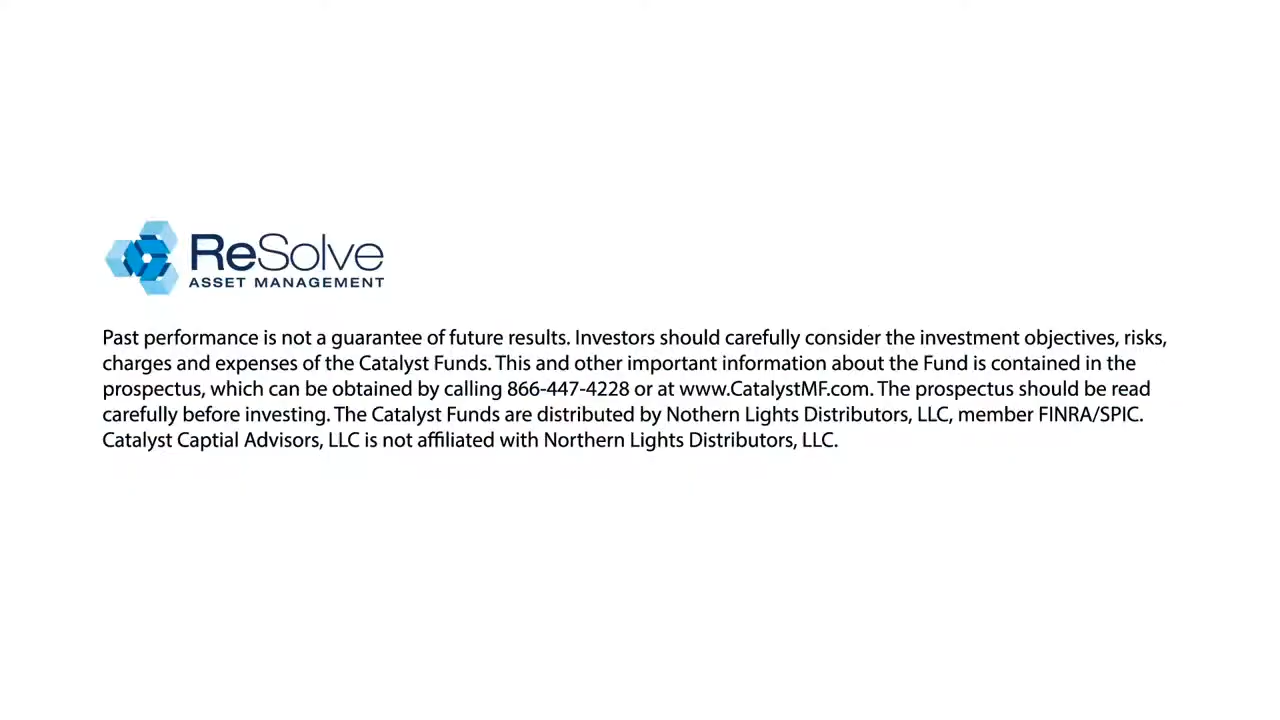 ReSolve
ASSET MANAGEMENT
Past performance is not a guarantee of future results. Investors should carefully consider the investment objectives, risks,
charges and expenses of the Catalyst Funds. This and other important information about the Fund is contained in the
prospectus, which can be obtained by calling 866-447-4228 or at www.CatalystMF.com. The prospectus should be read
carefully before investing. The Catalyst Funds are distributed by Nothern Lights Distributors, LLC, member FINRA/SPIC.
Catalyst Captial Advisors, LLC is not affiliated with Northern Lights Distributors, LLC.